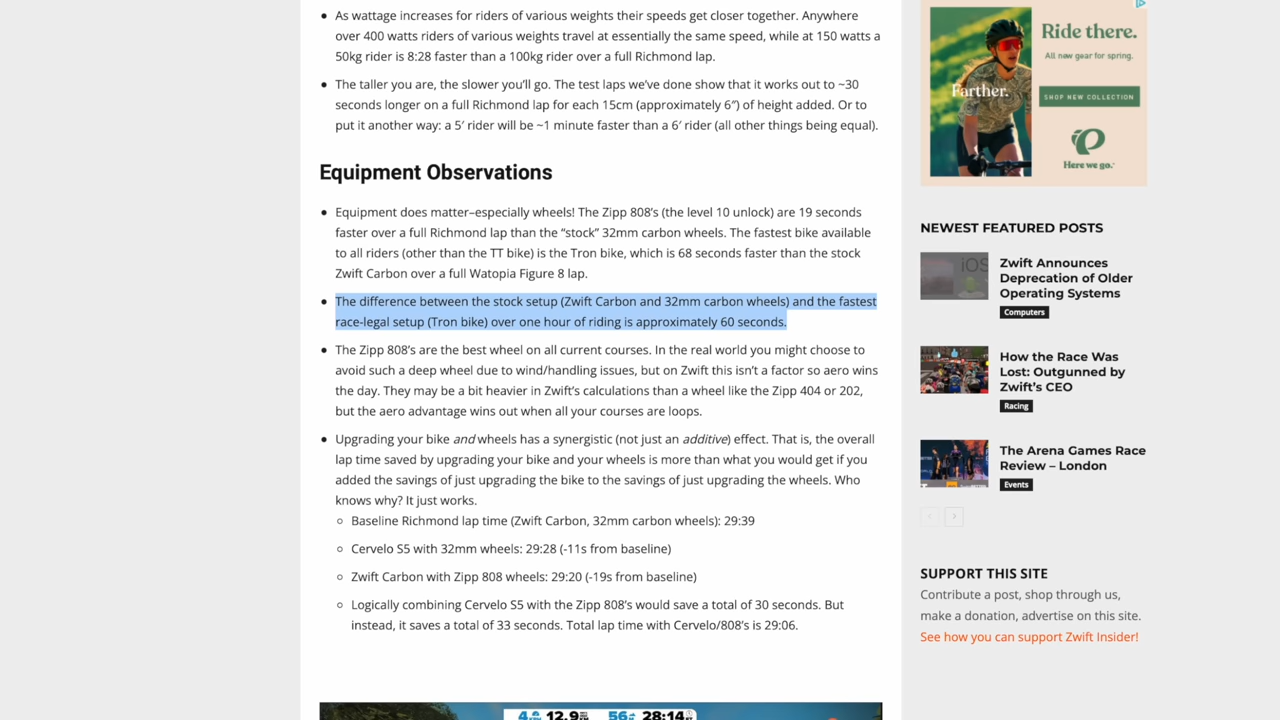 As wattage increases for riders of various weights their speeds get closer together. Anywhere
over 400 watts riders of various weights travel at essentially the same speed, while at 150 watts a
50kg rider is 8:28 faster than a 100kg rider over a full Richmond lap.
The taller you are, the slower you’ll go. The test laps we’ve done show that it works out to ~30
seconds longer on a full Richmond lap for each 15cm (approximately 6″) of height added. Or to
put it another way: a 5′ rider will be ~1 minute faster than a 6′ rider (all other things being equal).
Equipment Observations
Equipment does matter–especially wheels! The Zipp 808’s (the level 10 unlock) are 19 seconds
faster over a full Richmond lap than the “stock” 32mm carbon wheels. The fastest bike available
to all riders (other than the TT bike) is the Tron bike, which is 68 seconds faster than the stock
Zwift Carbon over a full Watopia Figure 8 lap.
The difference between the stock setup (Zwift Carbon and 32mm carbon wheels) and the fastest
race-legal setup (Tron bike) over one hour of riding is approximately 60 seconds.
The Zipp 808’s are the best wheel on all current courses. In the real world you might choose to
avoid such a deep wheel due to wind/handling issues, but on Zwift this isn’t a factor so aero wins
the day. They may be a bit heavier in Zwift’s calculations than a wheel like the Zipp 404 or 202,
but the aero advantage wins out when all your courses are loops.
Upgrading your bike and wheels has a synergistic (not just an additive) effect. That is, the overall
lap time saved by upgrading your bike and your wheels is more than what you would get if you
added the savings of just upgrading the bike to the savings of just upgrading the wheels. Who
knows why? It just works.
Baseline Richmond lap time (Zwift Carbon, 32mm carbon wheels): 29:39
Cervelo S5 with 32mm wheels: 29:28 (-11s from baseline)
Zwift Carbon with Zipp 808 wheels: 29:20 (-19s from baseline)
Logically combining Cervelo S5 with the Zipp 808’s would save a total of 30 seconds. But
instead, it saves a total of 33 seconds. Total lap time with Cervelo/808’s is 29:06.
12.9
56
28:14
Farther.
Ride there.
All new gear for spring.
SHOP NEW COLLECTION
Here we go.
NEWEST FEATURED POSTS
iOS
Zwift Announces
Deprecation of Older
Operating Systems
Computers
How the Race Was
Lost: Outgunned by
Zwift’s CEO
Racing
The Arena Games Race
Review – London
Events
SUPPORT THIS SITE
Contribute a post, shop through us,
make a donation, advertise on this site.
See how you can support Zwift Insider!